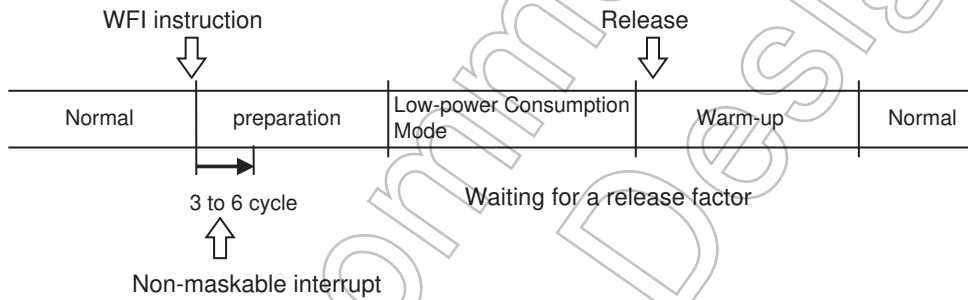 WFI instruction
Release
Normal
preparation
Low-power Consumption
Mode
Warm-up
Normal
3 to 6 cycle
Waiting for a release factor
Non-maskable interrupt